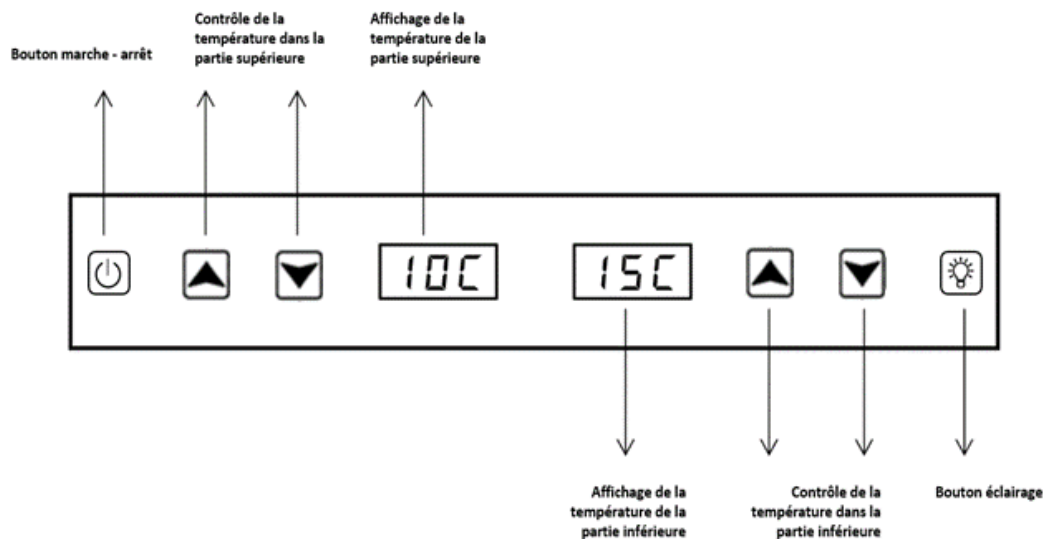 Bouton marche - arrêt
Contrôle de la
température dans la
partie supérieure
Affichage de la
température de la
partie supérieure
10C
15C
Affichage de la
température de la
partie inférieure
Contrôle de la
température dans la
partie inférieure
Bouton éclairage